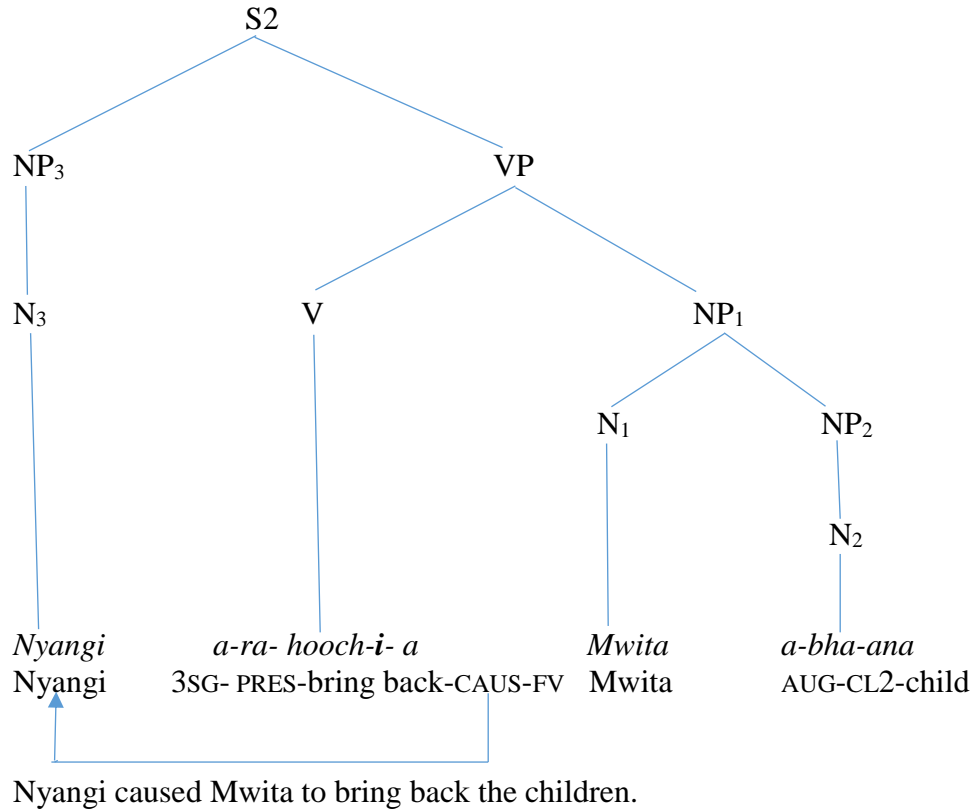 S2
NP₃ VP
N₃ V NP₁
N₁ NP₂
N₂
Nyangi a-ra- hooch-i- a Mwita a-bha-ana
Nyangi 3SG- PRES-bring back-CAUS-FV Mwita AUG-CL2-child
Nyangi caused Mwita to bring back the children.